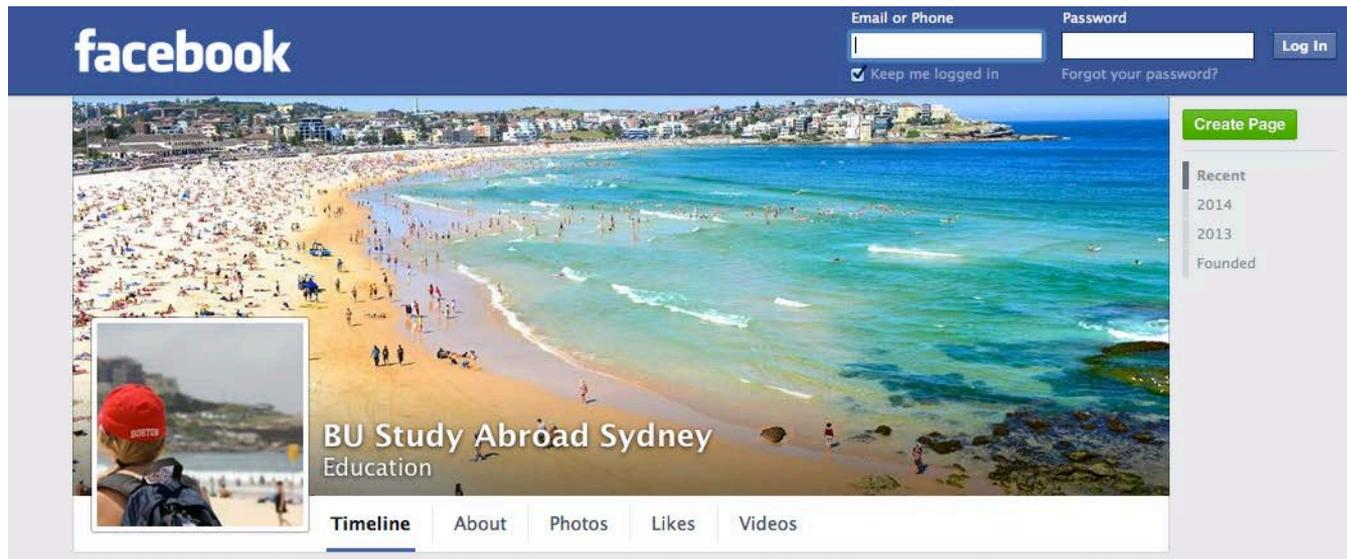 facebook
Email or Phone
Password
Log In
Keep me logged in
Forgot your password?
Create Page
Recent
2014
2013
Founded
BOSTON
BU Study Abroad Sydney
Education
Timeline
About
Photos
Likes
Videos